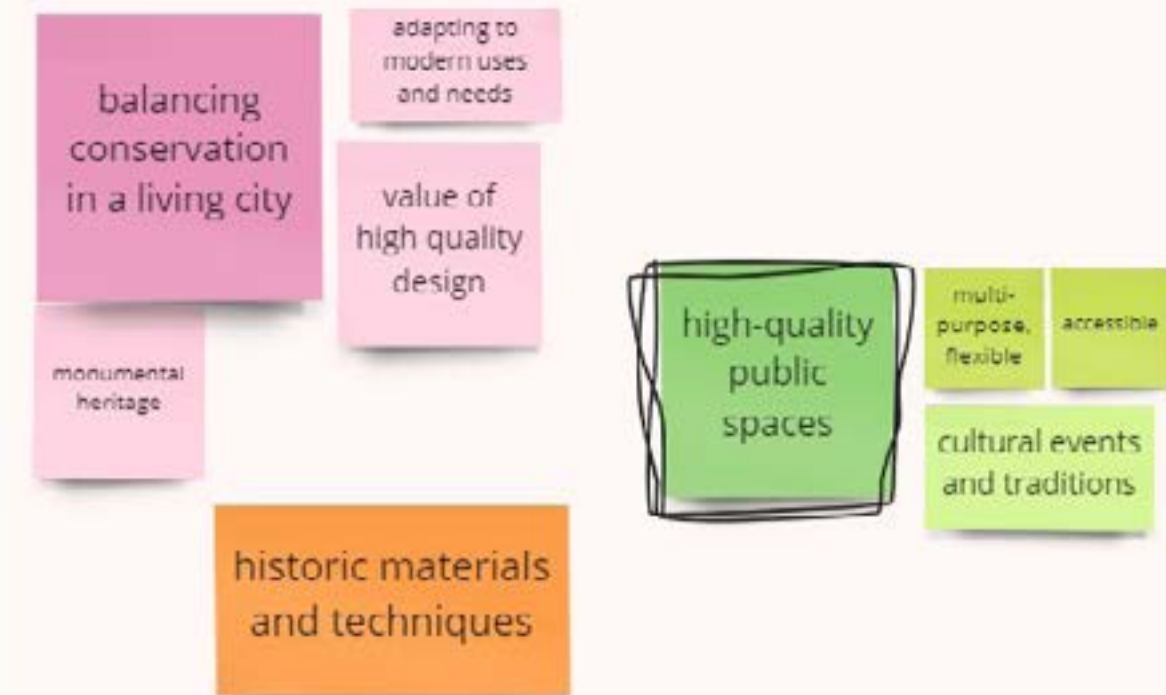 balancing
conservation
in a living city
adapting to
modern uses
and needs
value of
high quality
design
monumental
heritage
high-quality
public
spaces
multi-
purpose,
flexible
accessible
cultural events
and traditions
historic materials
and techniques